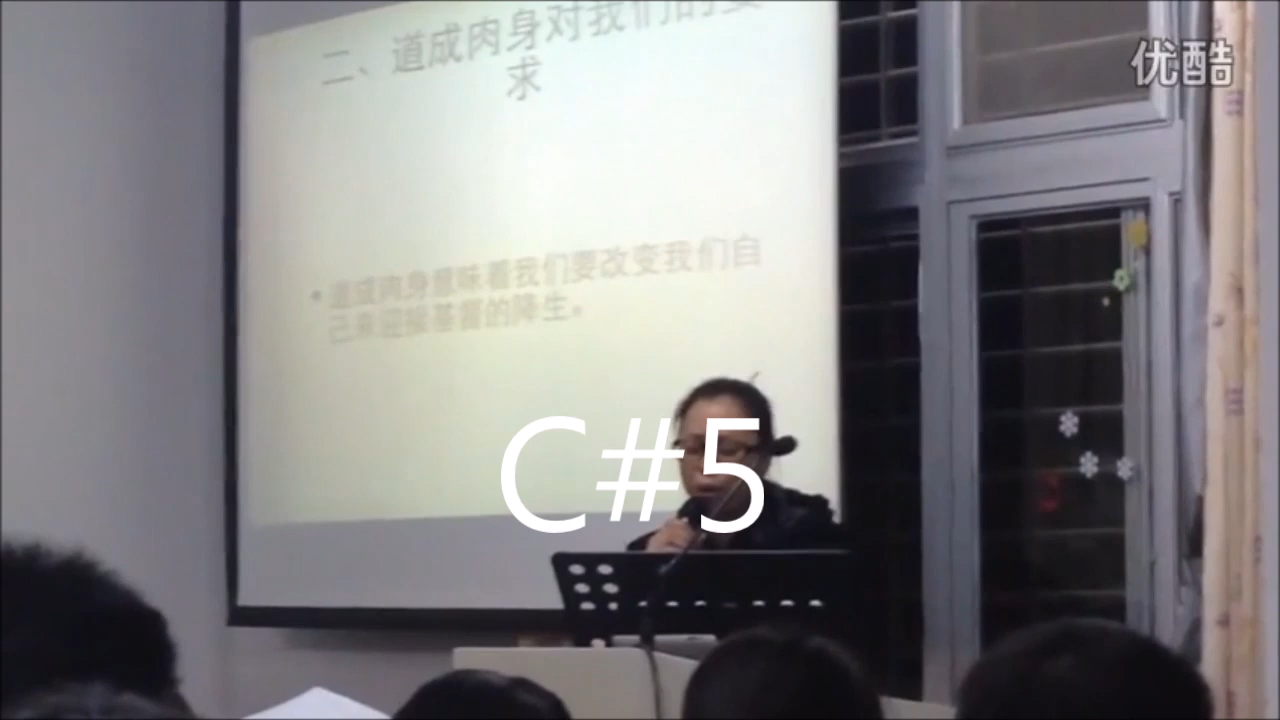 优酷
二、道成肉身对我们的要
求
• 道成肉身意味着我们要改变我们自
己来迎接基督的降生。
C#5